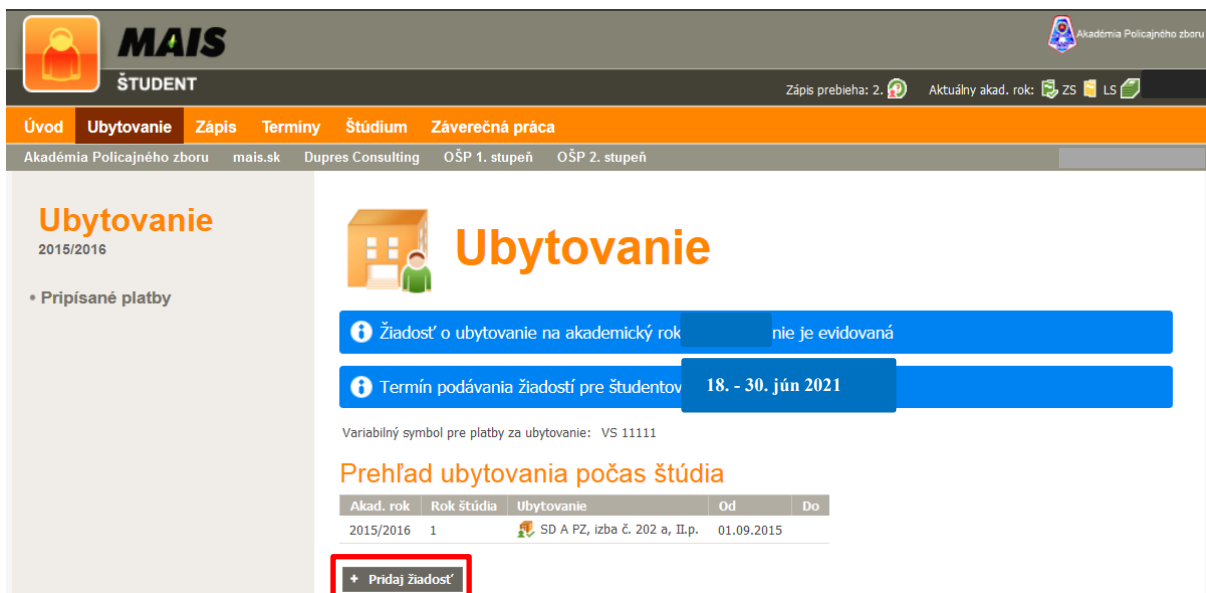 MAIS
Akadémia Policajného zboru
ŠTUDENT
Zápis prebieha: 2. Aktuálny akad. rok: ZS LS
Úvod Ubytovanie Zápis Termíny Štúdium Záverečná práca
Akadémia Policajného zboru mais.sk Dupres Consulting OŠP 1. stupeň OŠP 2. stupeň
Ubytovanie
2015/2016
• Pripísané platby
Ubytovanie
Žiadosť o ubytovanie na akademický rok nie je evidovaná
Termín podávania žiadostí pre študentov 18. - 30. jún 2021
Variabilný symbol pre platby za ubytovanie: VS 11111
Prehľad ubytovania počas štúdia
Akad. rok Rok štúdia Ubytovanie Od Do
2015/2016 1 SD A PZ, izba č. 202 a, II.p. 01.09.2015
+ Pridaj žiadosť